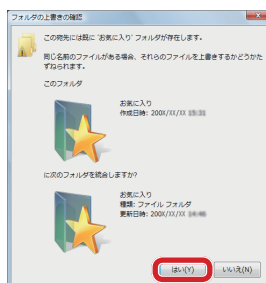 フォルダの上書きの確認
この宛先には既に 'お気に入り' フォルダが存在します。
同じ名前のファイルがある場合、それらのファイルを上書きするかどうかた
ずねられます。
このフォルダ
お気に入り
作成日時: 200X/XX/XX
に次のフォルダを統合しますか?
お気に入り
種類: ファイル フォルダ
更新日時: 200X/XX/XX
はい(Y)
いいえ(N)